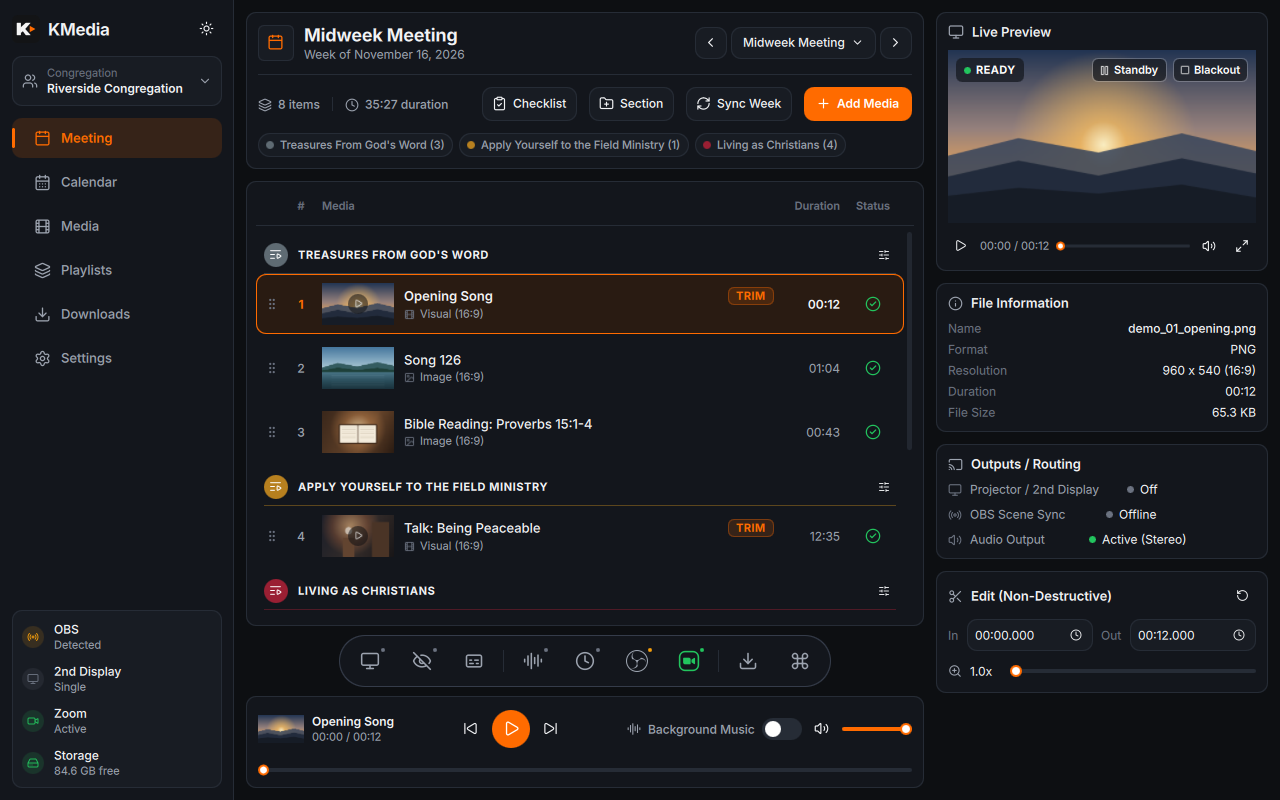 KMedia
Congregation
Riverside Congregation
Meeting
Calendar
Media
Playlists
Downloads
Settings
OBS
Detected
2nd Display
Single
Zoom
Active
Storage
84.6 GB free
Midweek Meeting
Week of November 16, 2026
Midweek Meeting
8 items
35:27 duration
Checklist
Section
Sync Week
Add Media
Treasures From God's Word (3)
Apply Yourself to the Field Ministry (1)
Living as Christians (4)
# Media Duration Status
TREASURES FROM GOD'S WORD
1 Opening Song TRIM 00:12
Visual (16:9)
2 Song 126 01:04
Image (16:9)
3 Bible Reading: Proverbs 15:1-4 00:43
Image (16:9)
APPLY YOURSELF TO THE FIELD MINISTRY
4 Talk: Being Peaceable TRIM 12:35
Visual (16:9)
LIVING AS CHRISTIANS
Opening Song
00:00 / 00:12
Background Music
Live Preview
READY Standby Blackout
00:00 / 00:12
File Information
Name demo_01_opening.png
Format PNG
Resolution 960 x 540 (16:9)
Duration 00:12
File Size 65.3 KB
Outputs / Routing
Projector / 2nd Display Off
OBS Scene Sync Offline
Audio Output Active (Stereo)
Edit (Non-Destructive)
In 00:00.000 Out 00:12.000
1.0x